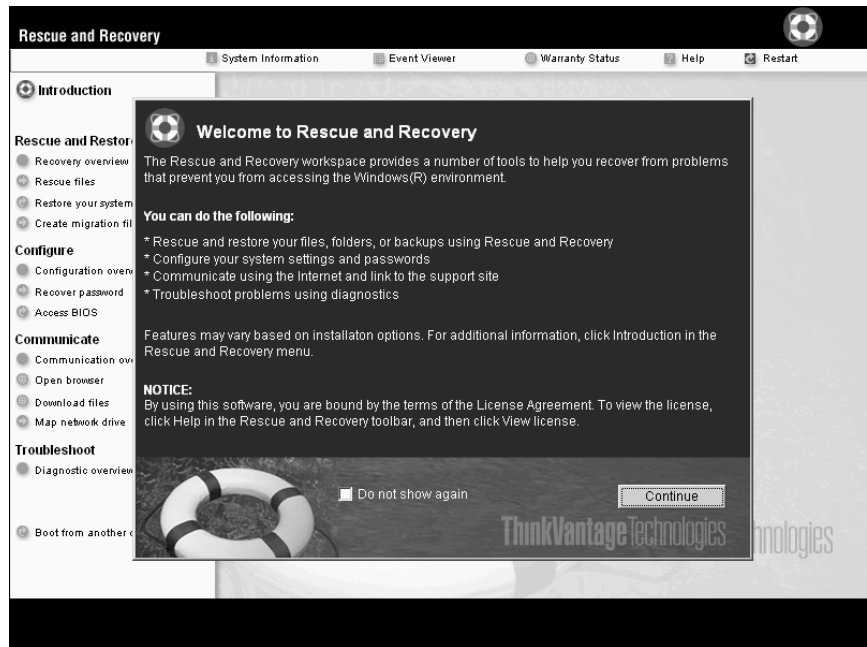 Rescue and Recovery
System Information
Event Viewer
Warranty Status
Help
Restart
Introduction
Rescue and Restor
Recovery overview
Rescue files
Restore your system
Create migration fil
Configure
Configuration overv
Recover password
Access BIOS
Communicate
Communication ov
Open browser
Download files
Map network drive
Troubleshoot
Diagnostic overview
Boot from another
Welcome to Rescue and Recovery
The Rescue and Recovery workspace provides a number of tools to help you recover from problems
that prevent you from accessing the Windows(R) environment.
You can do the following:
* Rescue and restore your files, folders, or backups using Rescue and Recovery
* Configure your system settings and passwords
* Communicate using the Internet and link to the support site
* Troubleshoot problems using diagnostics
Features may vary based on installaton options. For additional information, click Introduction in the
Rescue and Recovery menu.
NOTICE:
By using this software, you are bound by the terms of the License Agreement. To view the license,
click Help in the Rescue and Recovery toolbar, and then click View license.
Do not show again
Continue
ThinkVantage Technologies
hnologies